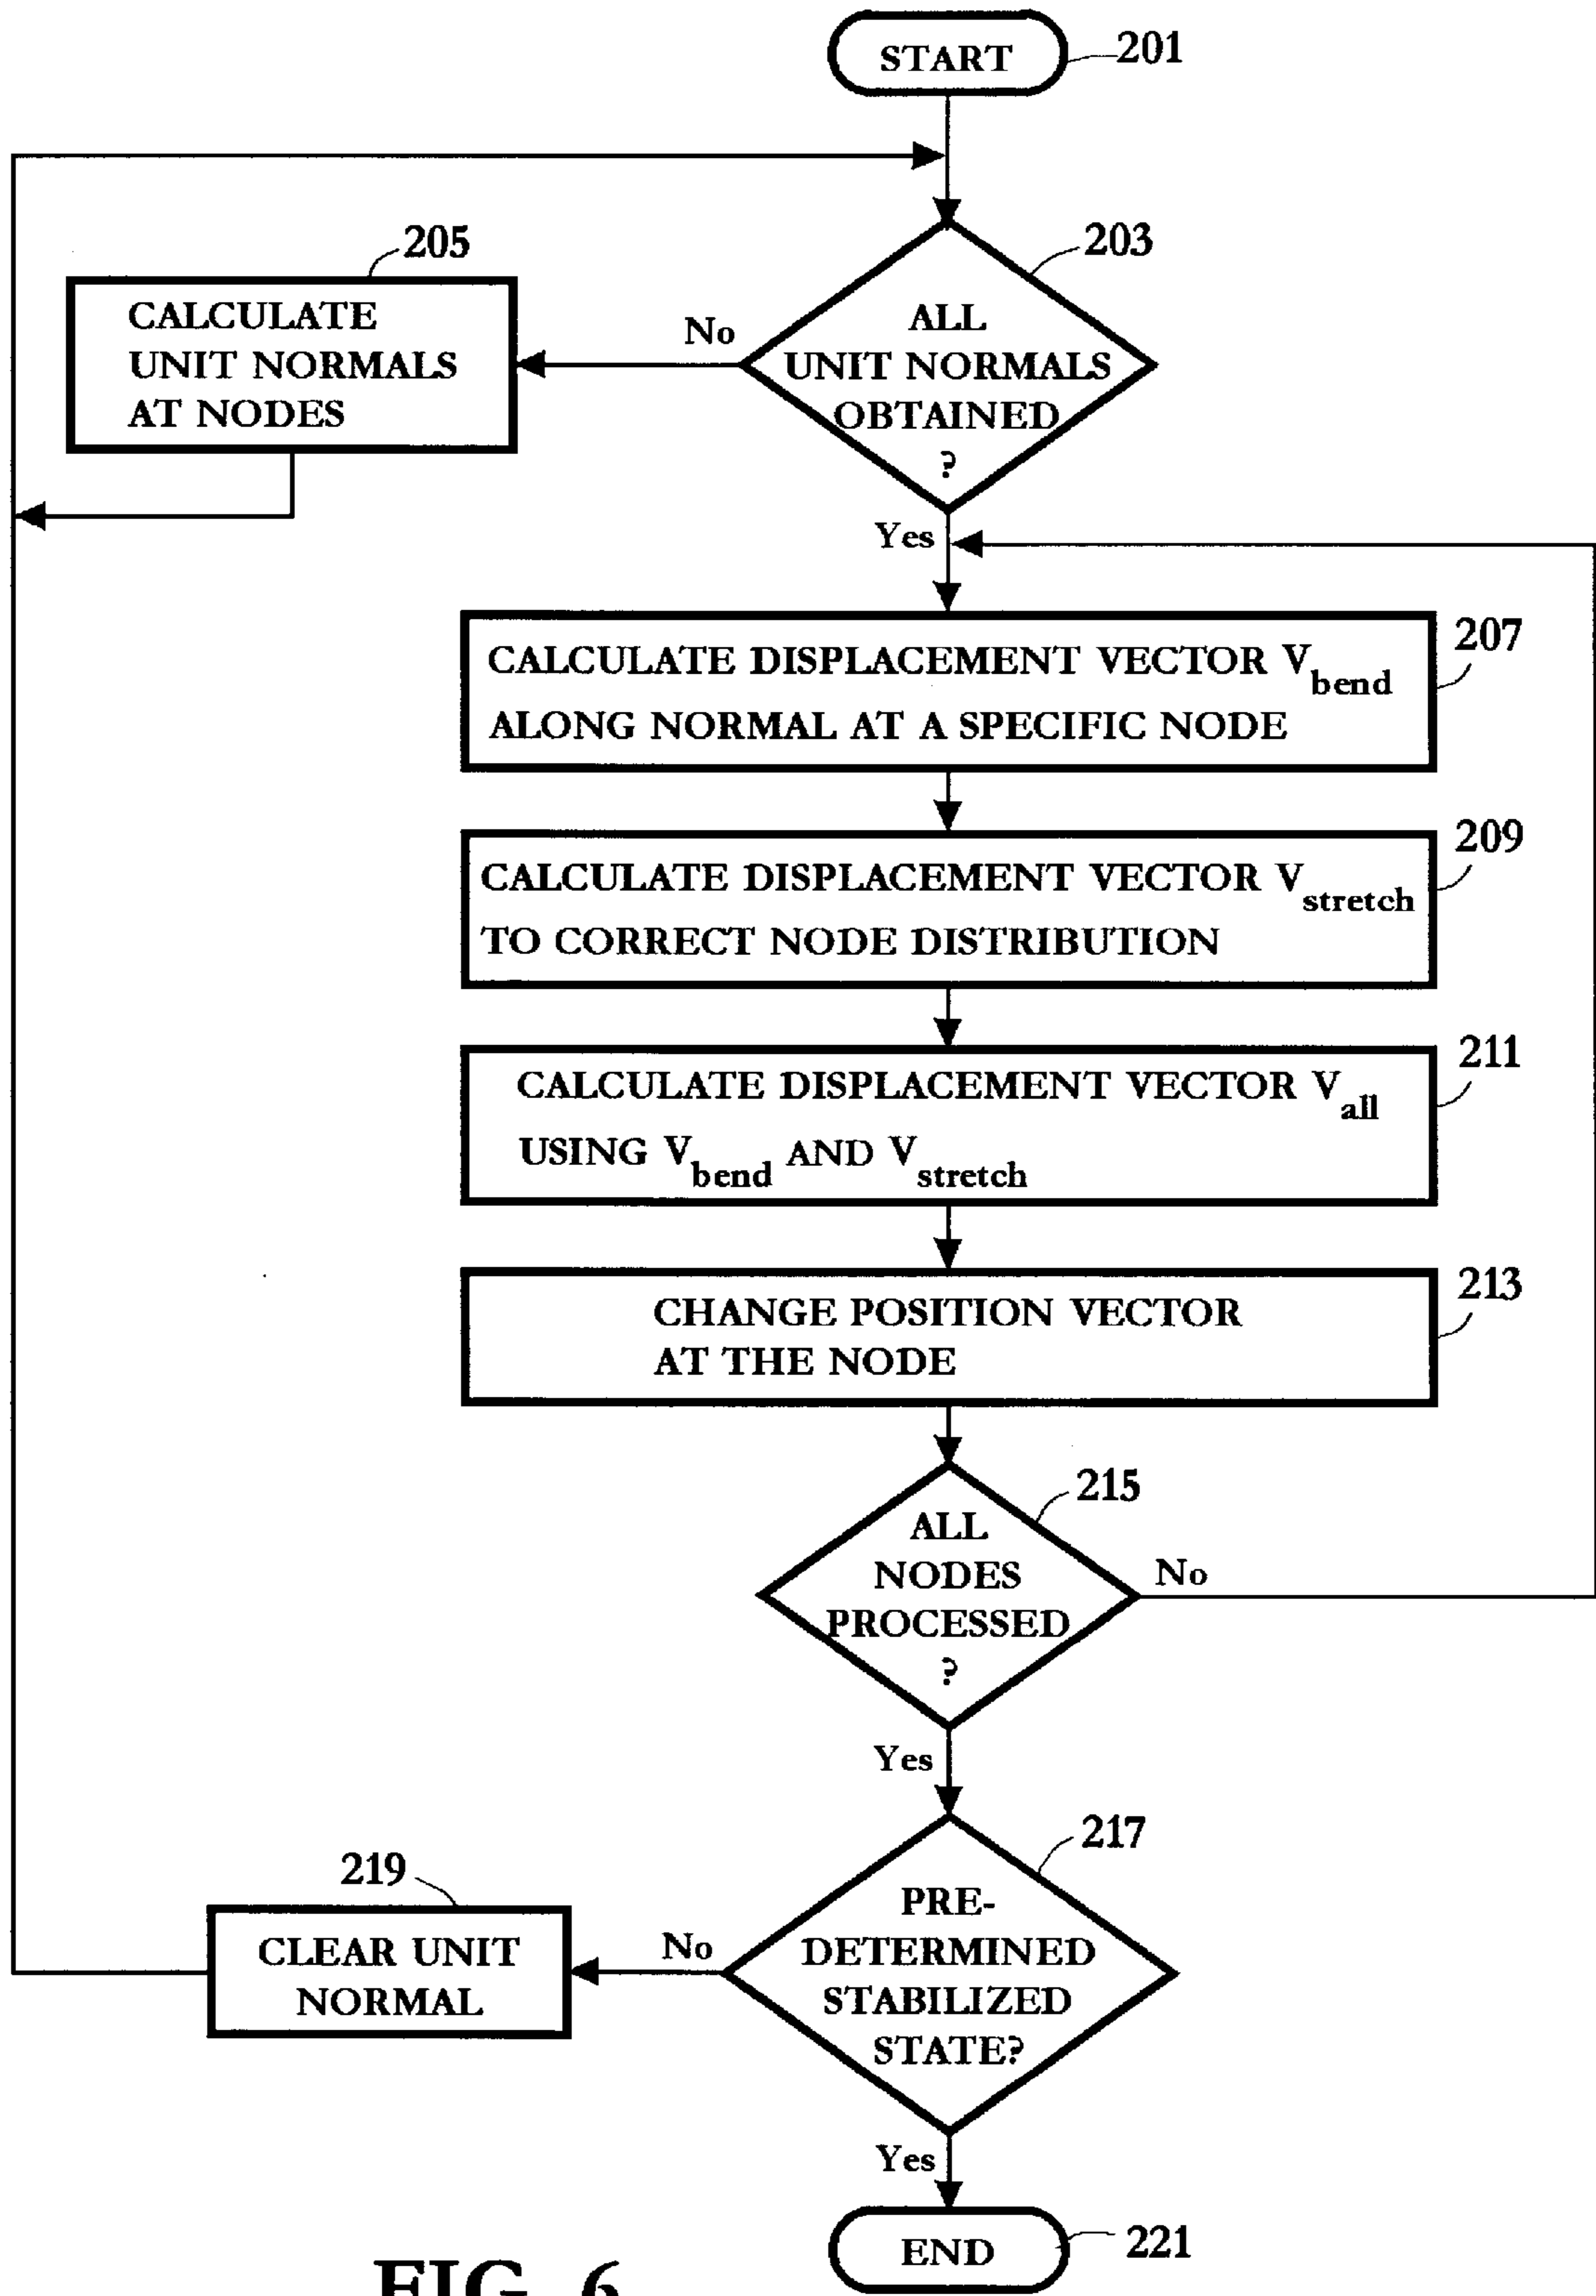 START
201
205
203
CALCULATE
UNIT NORMALS
AT NODES
No
ALL
UNIT NORMALS
OBTAINED
?
Yes
207
CALCULATE DISPLACEMENT VECTOR Vbend
ALONG NORMAL AT A SPECIFIC NODE
209
CALCULATE DISPLACEMENT VECTOR Vstretch
TO CORRECT NODE DISTRIBUTION
211
CALCULATE DISPLACEMENT VECTOR Vall
USING Vbend AND Vstretch
213
CHANGE POSITION VECTOR
AT THE NODE
215
ALL
NODES
PROCESSED
?
No
Yes
217
219
PRE-
DETERMINED
STABILIZED
STATE?
No
CLEAR UNIT
NORMAL
Yes
END
221
FIG. 6